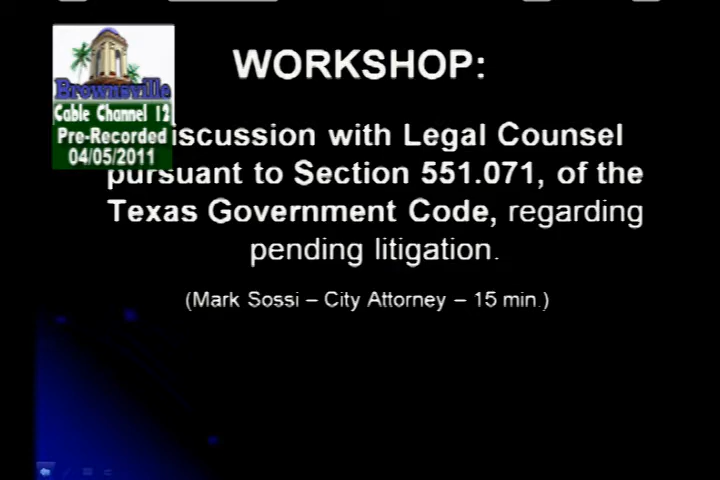 WORKSHOP:
Brownsville
Cable Channel 12
Pre-Recorded
04/05/2011
iscussion with Legal Counsel
pursuant to Section 551.071, of the
Texas Government Code, regarding
pending litigation.
(Mark Sossi – City Attorney – 15 min.)